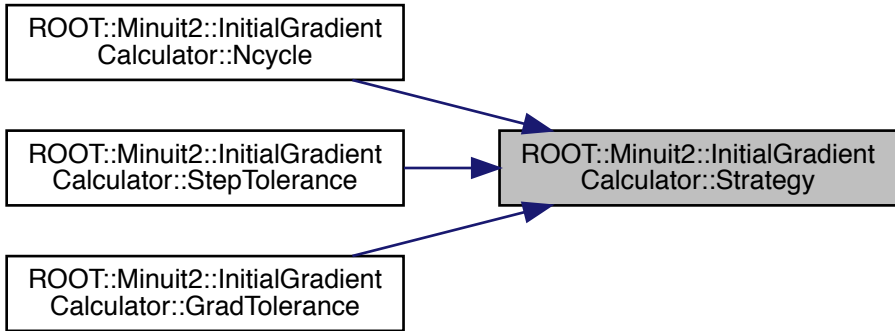 ROOT::Minuit2::InitialGradient
Calculator::Ncycle
ROOT::Minuit2::InitialGradient
Calculator::StepTolerance
ROOT::Minuit2::InitialGradient
Calculator::Strategy
ROOT::Minuit2::InitialGradient
Calculator::GradTolerance